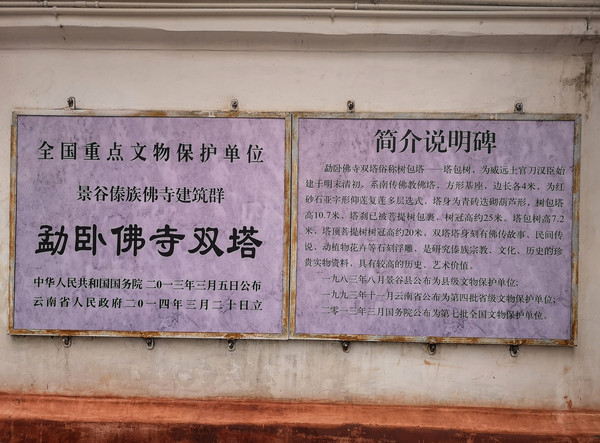 全国重点文物保护单位
景谷傣族佛寺建筑群
勐卧佛寺双塔
中华人民共和国国务院 二〇一三年三月五日公布
云南省人民政府二〇一四年三月二十日立
简介说明碑
勐卧佛寺双塔俗称树包塔——塔包树，为威远土官刀汉臣始
建于明末清初，系南传佛教佛塔，方形基座，边长各4米，为红
砂石亚字形仰莲复莲多层迭式，塔身为青砖迭砌葫芦形，树包塔
高10.7米，塔刹已被菩提树包裹，树冠高约25米，塔包树高7.2
米，塔顶菩提树树冠高约20米，双塔塔身刻有佛传故事、民间传
说、动植物花卉等石刻浮雕，是研究傣族宗教、文化、历史的珍
贵实物资料，具有较高的历史、艺术价值。
一九八三年八月景谷县公布为县级文物保护单位；
一九九三年十一月云南省公布为第四批省级文物保护单位；
二〇一三年三月国务院公布为第七批全国文物保护单位。